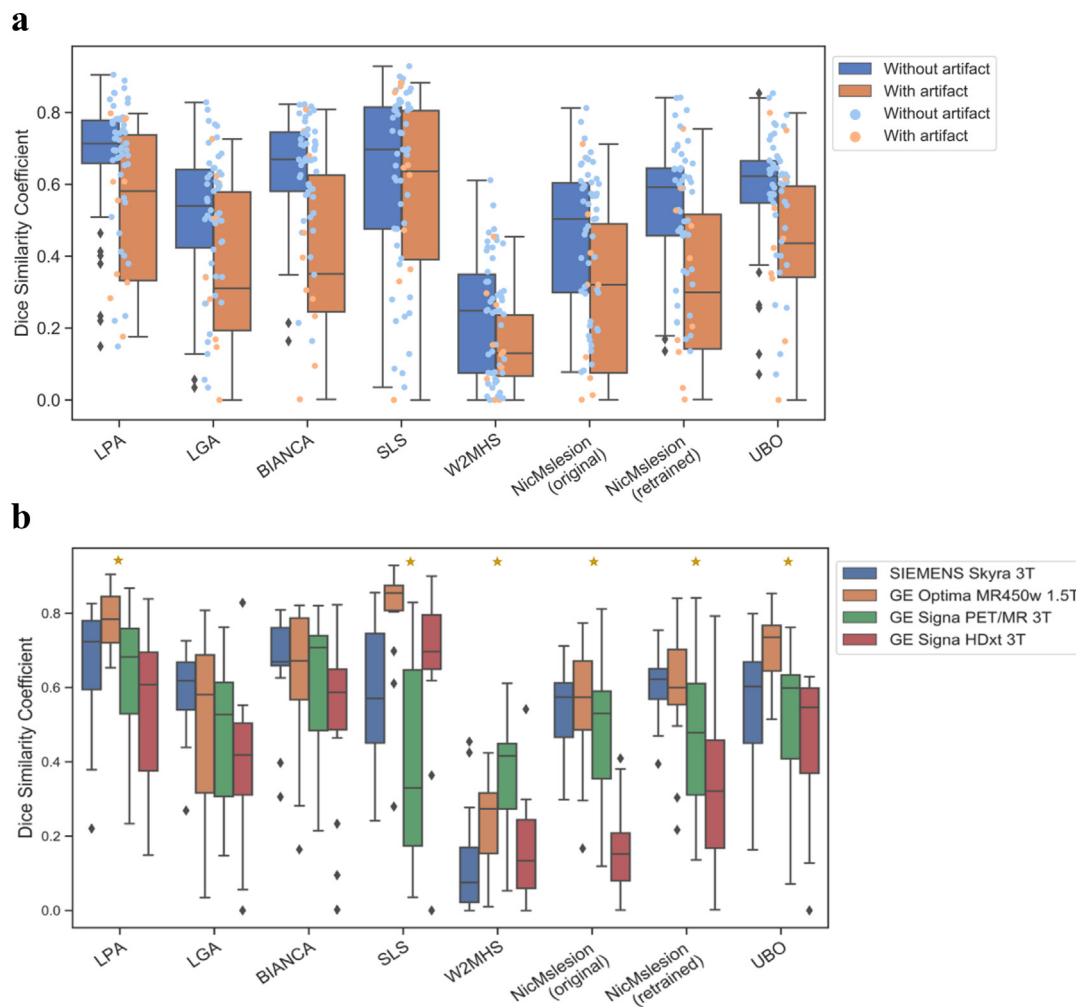 a
Dice Similarity Coefficient
0.8
0.6
0.4
0.2
0.0
LPA
LGA
BIANCA
SLS
W2MHS
NicMslesion
(original)
NicMslesion
(retrained)
UBO
Without artifact
With artifact
Without artifact
With artifact
b
Dice Similarity Coefficient
0.8
0.6
0.4
0.2
0.0
LPA
LGA
BIANCA
SLS
W2MHS
NicMslesion
(original)
NicMslesion
(retrained)
UBO
SIEMENS Skyra 3T
GE Optima MR450w 1.5T
GE Signa PET/MR 3T
GE Signa HDxt 3T